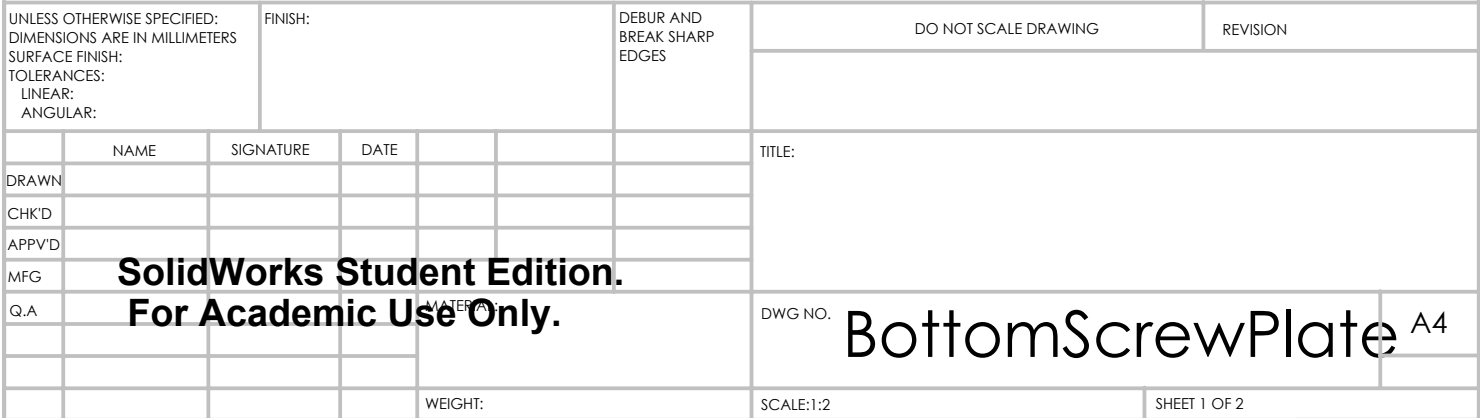 UNLESS OTHERWISE SPECIFIED:
DIMENSIONS ARE IN MILLIMETERS
SURFACE FINISH:
TOLERANCES:
LINEAR:
ANGULAR:
FINISH:
DEBUR AND
BREAK SHARP
EDGES
DO NOT SCALE DRAWING
REVISION
NAME
SIGNATURE
DATE
DRAWN
CHK'D
APPV'D
MFG
Q.A
SolidWorks Student Edition.
For Academic Use Only.
MATERIAL:
WEIGHT:
TITLE:
DWG NO.
BottomScrewPlate
A4
SCALE:1:2
SHEET 1 OF 2